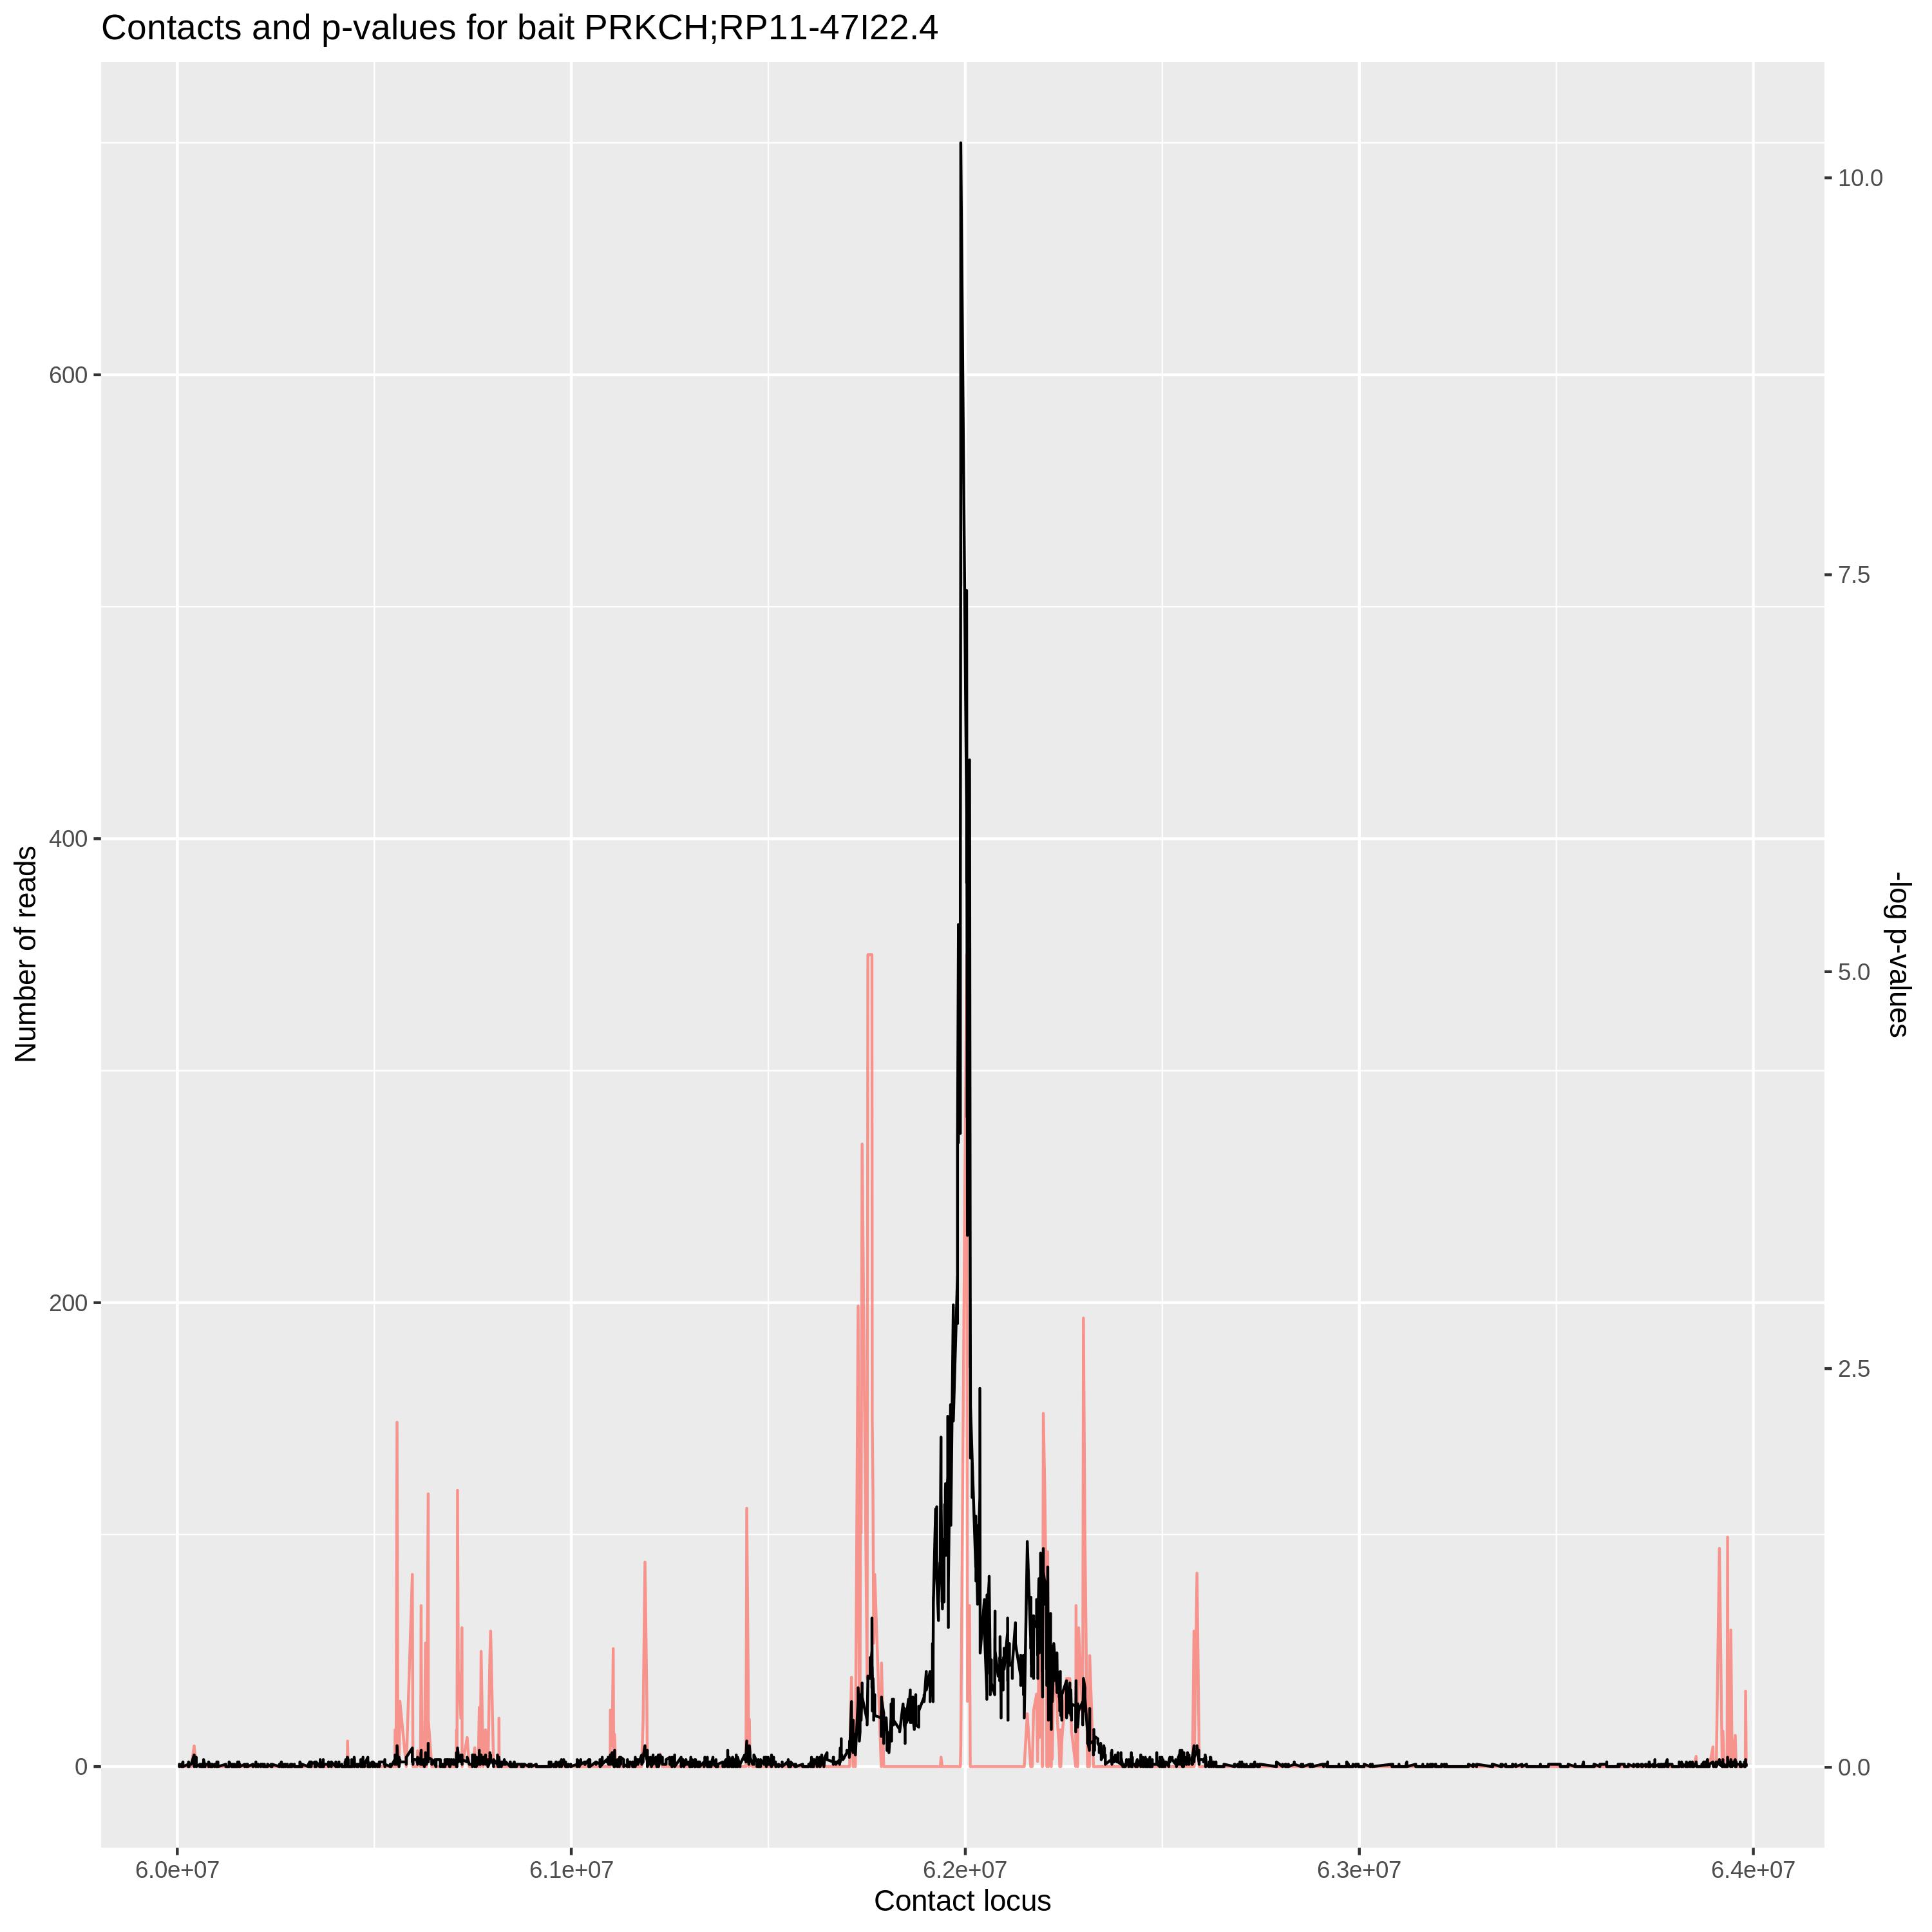 Contacts and p-values for bait PRKCH;RP11-47I22.4
600
400
200
0
Number of reads
10.0
7.5
5.0
2.5
0.0
-log p-values
6.0e+07
6.1e+07
6.2e+07
6.3e+07
6.4e+07
Contact locus